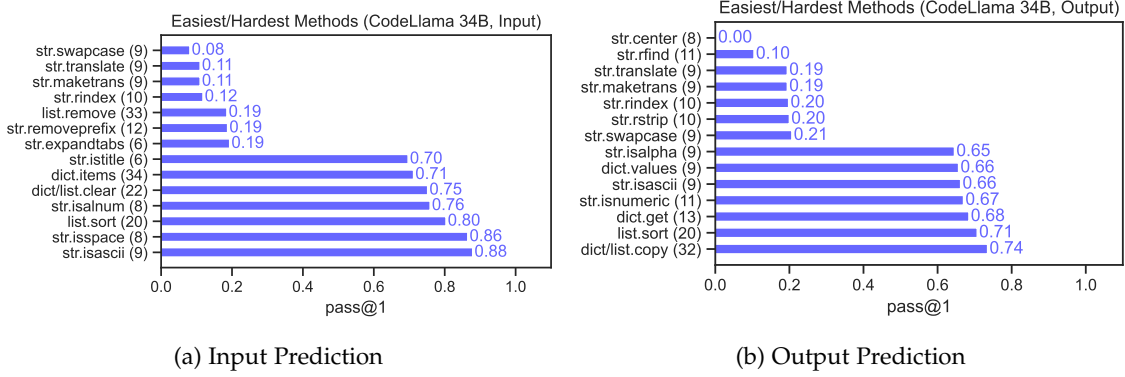 Easiest/Hardest Methods (CodeLlama 34B, Input)
str.swapcase (9) 0.08
str.translate (9) 0.11
str.maketrans (9) 0.11
str.rindex (10) 0.12
list.remove (33) 0.19
str.removeprefix (12) 0.19
str.expandtabs (6) 0.19
str.istitle (6) 0.70
dict.items (34) 0.71
dict/list.clear (22) 0.75
str.isalnum (8) 0.76
list.sort (20) 0.80
str.isspace (8) 0.86
str.isascii (9) 0.88
0.0 0.2 0.4 0.6 0.8 1.0
pass@1
(a) Input Prediction
Easiest/Hardest Methods (CodeLlama 34B, Output)
str.center (8) 0.00
str.rfind (11) 0.10
str.translate (9) 0.19
str.maketrans (9) 0.19
str.rindex (10) 0.20
str.rstrip (10) 0.20
str.swapcase (9) 0.21
str.isalpha (9) 0.65
dict.values (9) 0.66
str.isascii (9) 0.66
str.isnumeric (11) 0.67
dict.get (13) 0.68
list.sort (20) 0.71
dict/list.copy (32) 0.74
0.0 0.2 0.4 0.6 0.8 1.0
pass@1
(b) Output Prediction